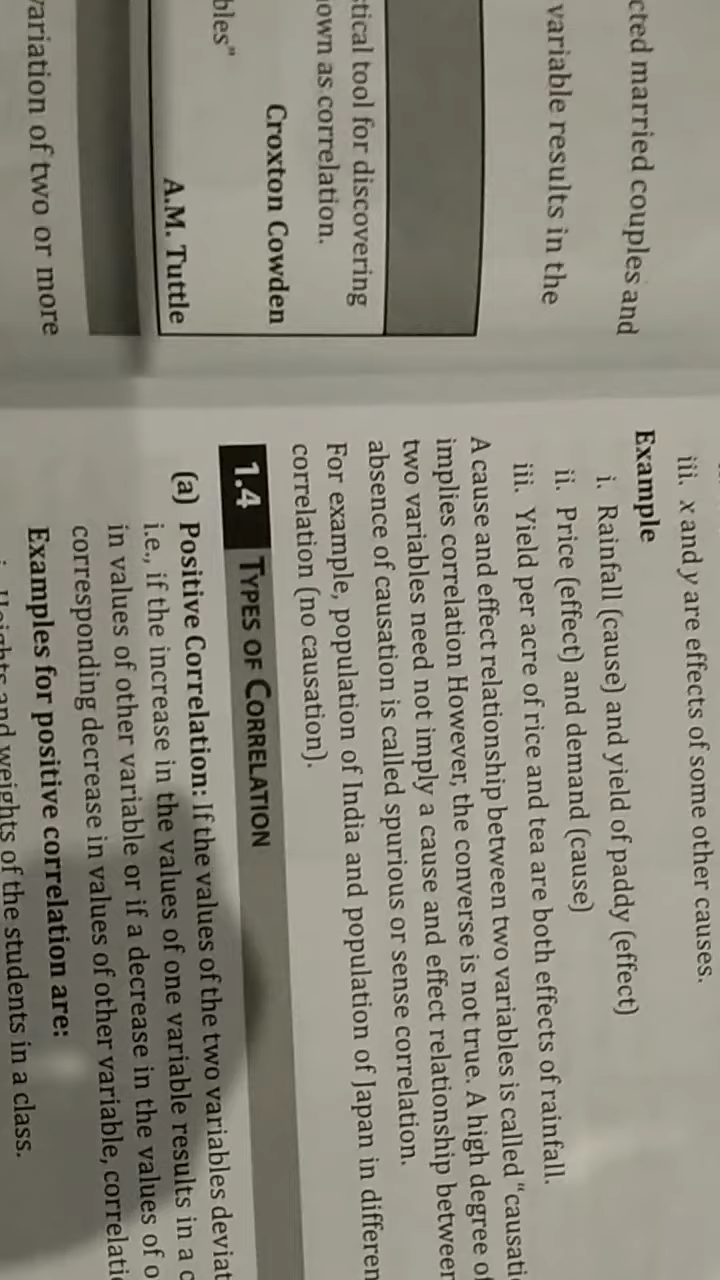 cted married couples and
variable results in the
stical tool for discovering
own as correlation.
Croxton Cowden
bles"
A.M. Tuttle
variation of two or more
iii. x and y are effects of some other causes.
Example
i. Rainfall (cause) and yield of paddy (effect)
ii. Price (effect) and demand (cause)
iii. Yield per acre of rice and tea are both effects of rainfall.
A cause and effect relationship between two variables is called "causati
implies correlation However, the converse is not true. A high degree of
two variables need not imply a cause and effect relationship between
absence of causation is called spurious or sense correlation.
For example, population of India and population of Japan in differen
correlation (no causation).
1.4 TYPES OF CORRELATION
(a) Positive Correlation: If the values of the two variables deviat
i.e., if the increase in the values of one variable results in a c
in values of other variable or if a decrease in the values of o
corresponding decrease in values of other variable, correlati
Examples for positive correlation are:
i. Heights and weights of the students in a class.